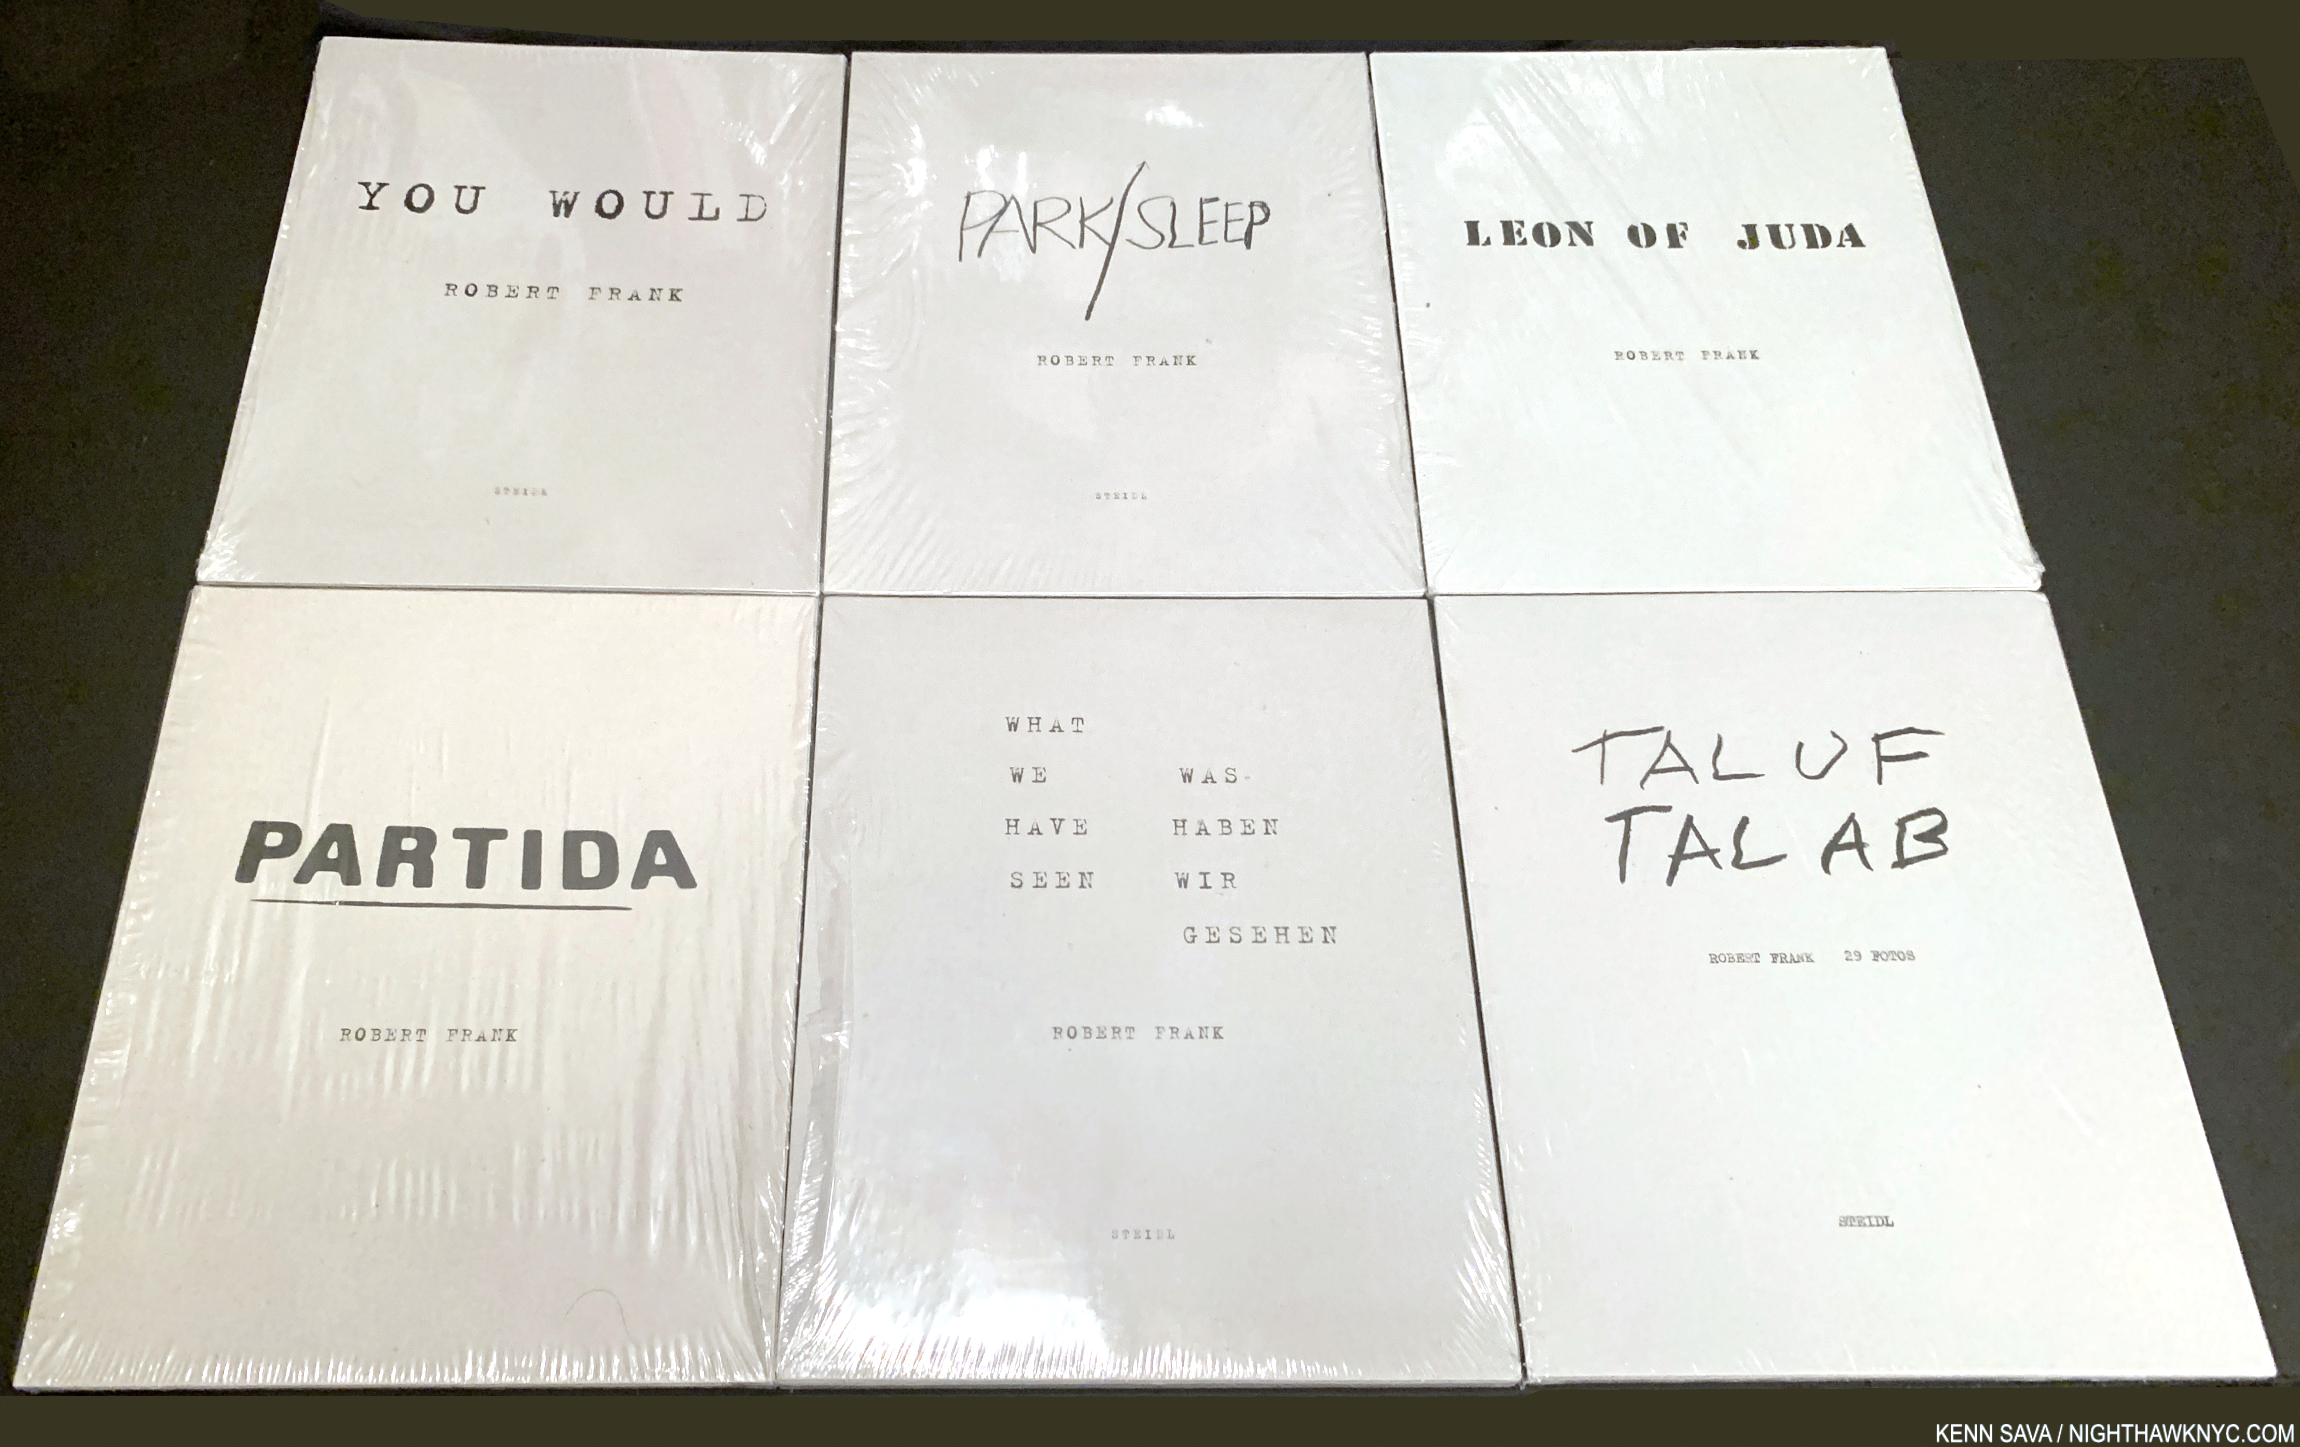 YOU WOULD
ROBERT FRANK
STEIDL
PARK/SLEEP
ROBERT FRANK
STEIDL
LEON OF JUDA
ROBERT FRANK
PARTIDA
ROBERT FRANK
WHAT
WE WAS
HAVE HABEN
SEEN WIR
GESEHEN
ROBERT FRANK
STEIDL
TAL UF
TAL AB
ROBERT FRANK 29 FOTOS
STEIDL
KENN SAVA / NIGHTHAWKNYC.COM